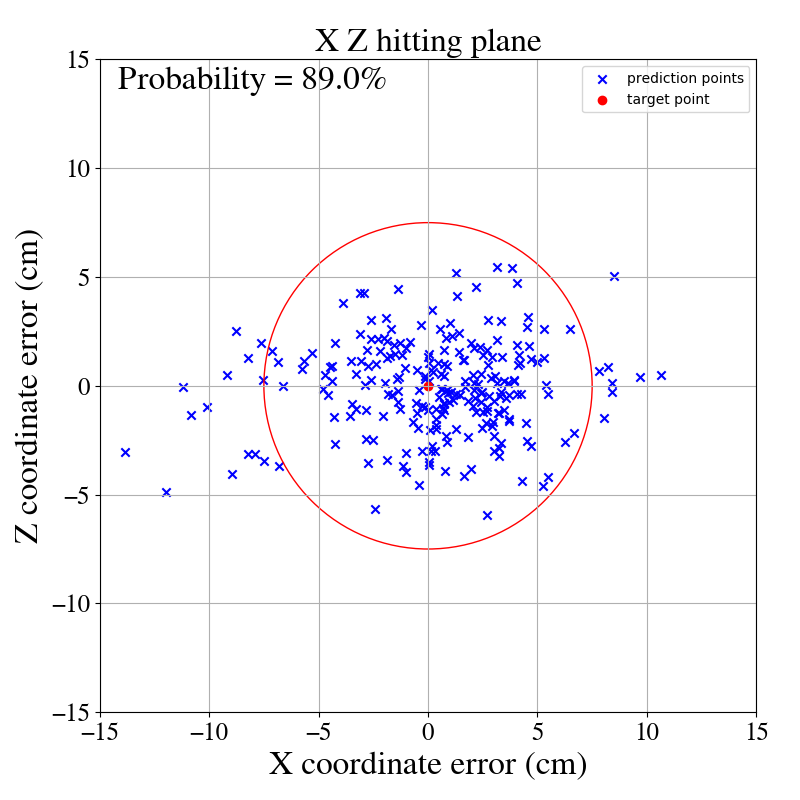 X Z hitting plane
Probability = 89.0%
prediction points
target point
Z coordinate error (cm)
15
10
5
0
−5
−10
−15
−15
−10
−5
0
5
10
15
X coordinate error (cm)